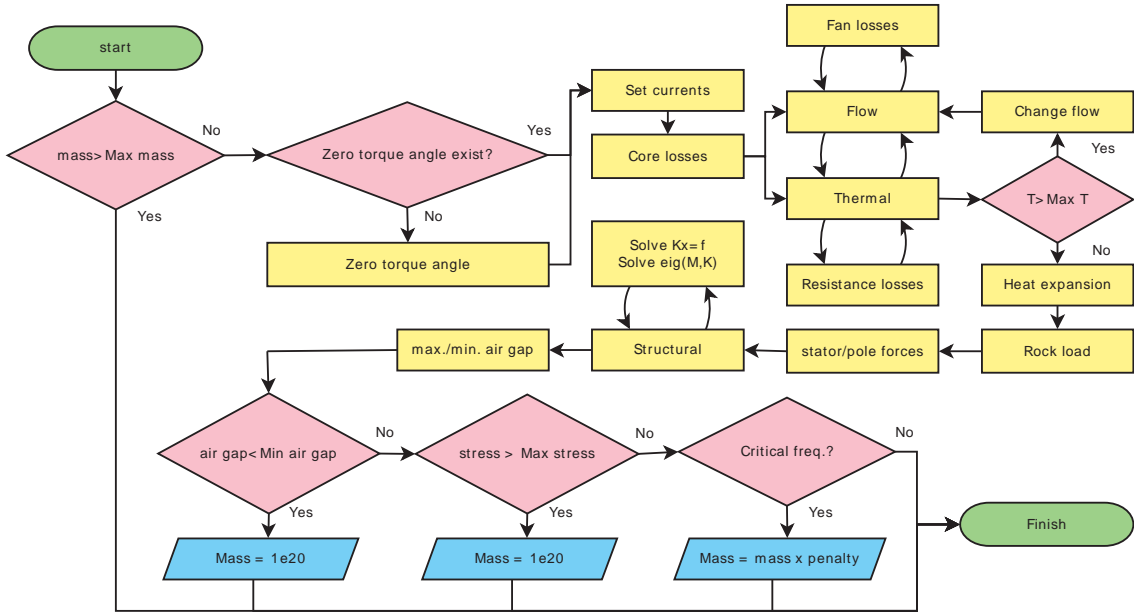 start
mass> Max mass
No
Yes
Zero torque angle exist?
Yes
No
Zero torque angle
Set currents
Core losses
Fan losses
Flow
Thermal
Resistance losses
Change flow
Yes
T> Max T
No
Heat expansion
Rock load
stator/pole forces
Solve Kx= f
Solve eig(M,K)
Structural
max./min. air gap
air gap< Min air gap
No
Yes
stress > Max stress
No
Yes
Critical freq.?
No
Yes
Mass = 1e20
Mass = 1e20
Mass = mass x penalty
Finish